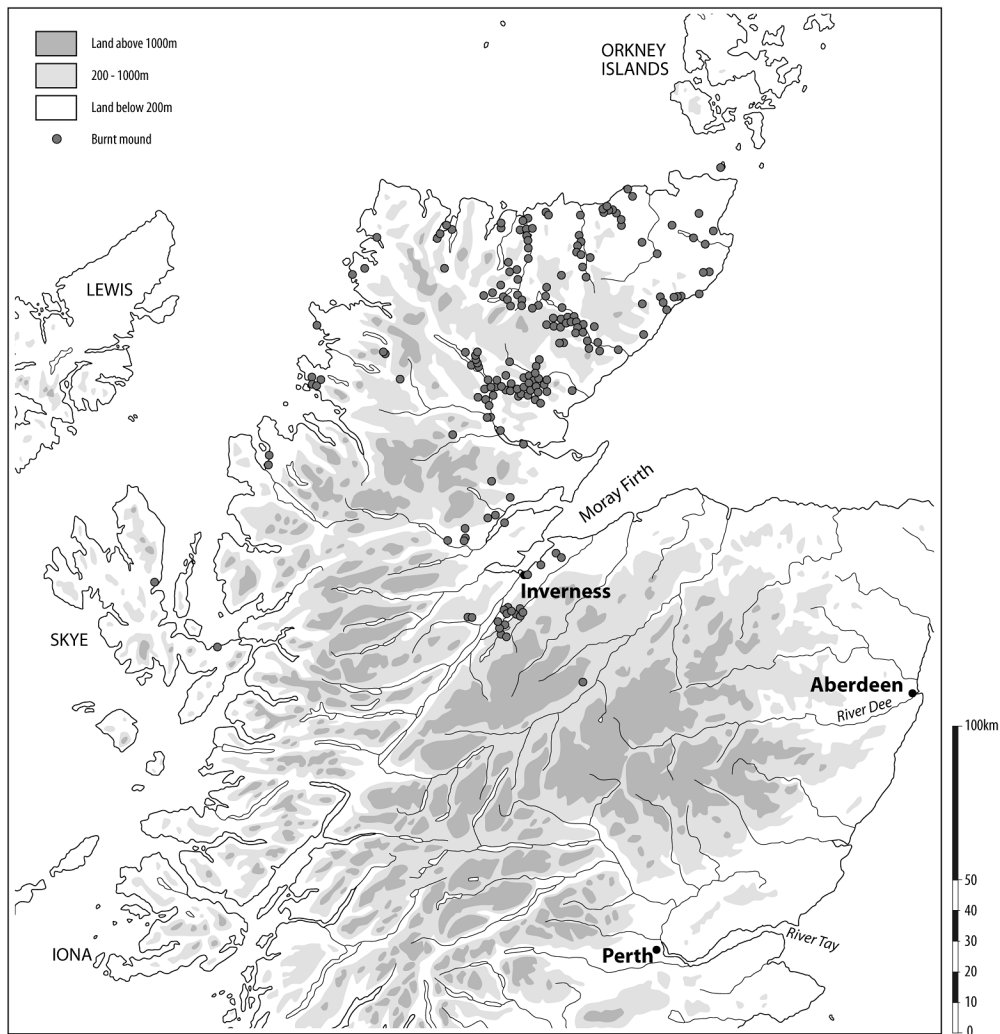 Land above 1000m
200 - 1000m
Land below 200m
Burnt mound
ORKNEY
ISLANDS
LEWIS
Moray Firth
Inverness
SKYE
Aberdeen
River Dee
100km
50
40
30
20
10
0
IONA
Perth
River Tay